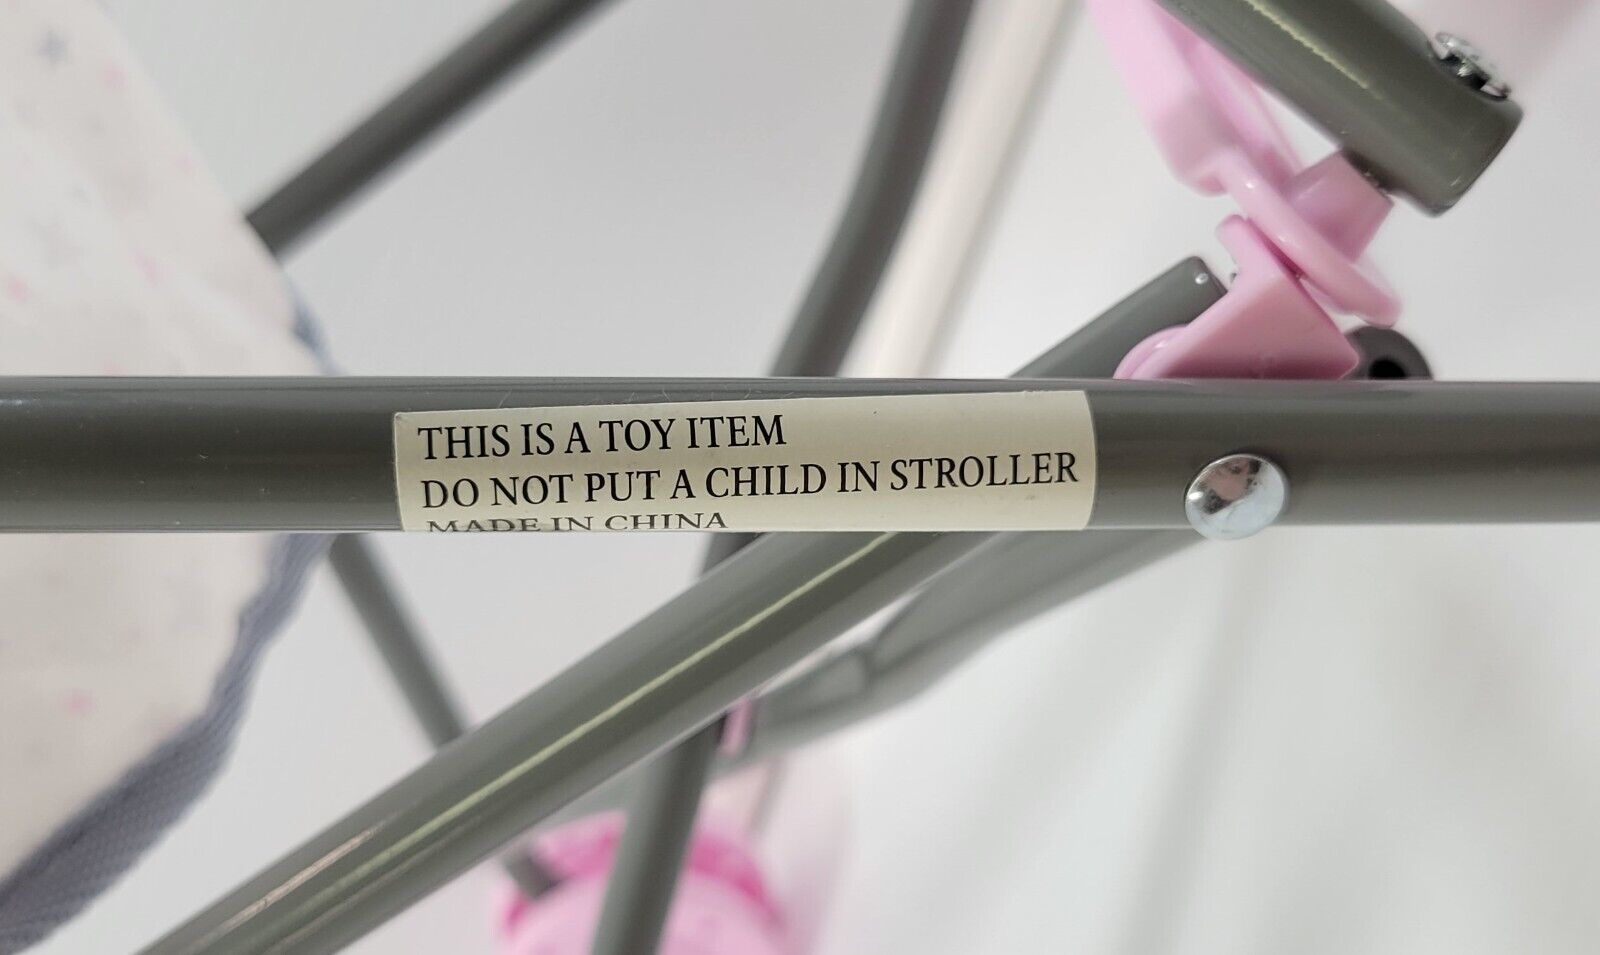 THIS IS A TOY ITEM
DO NOT PUT A CHILD IN STROLLER
MADE IN CHINA